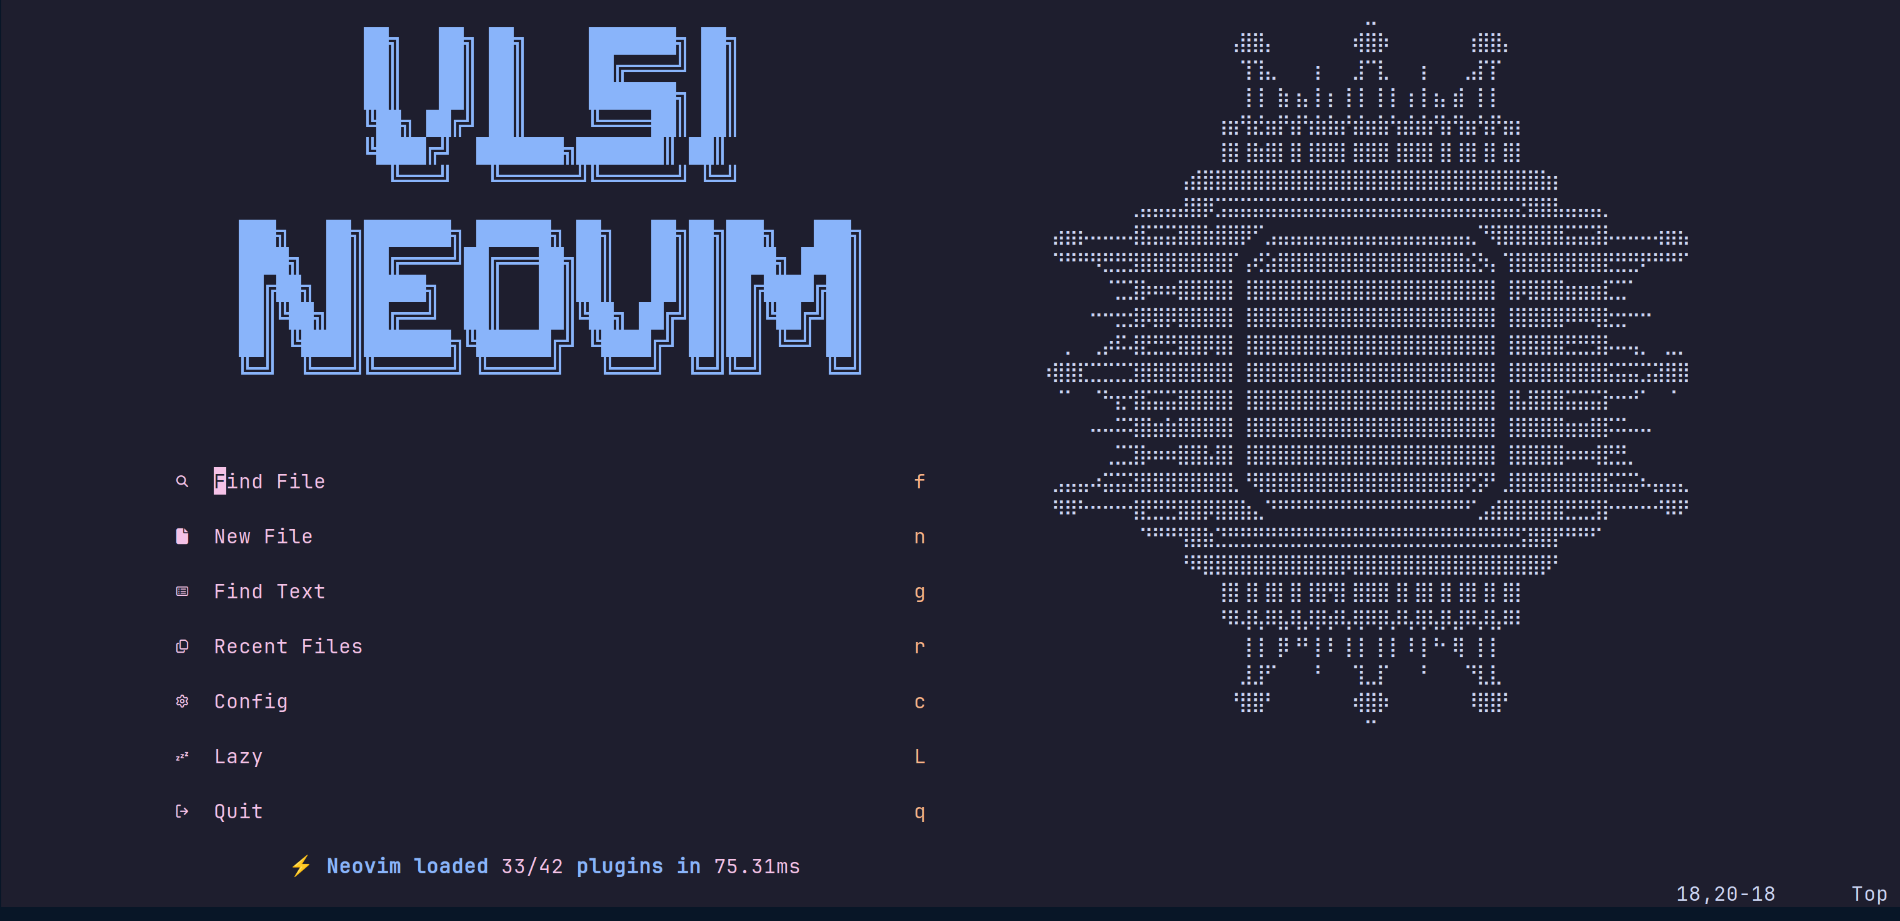 VLSI
NEOVIM
Find File f
New File n
Find Text g
Recent Files r
Config c
Lazy L
Quit q
⚡ Neovim loaded 33/42 plugins in 75.31ms
18,20-18 Top